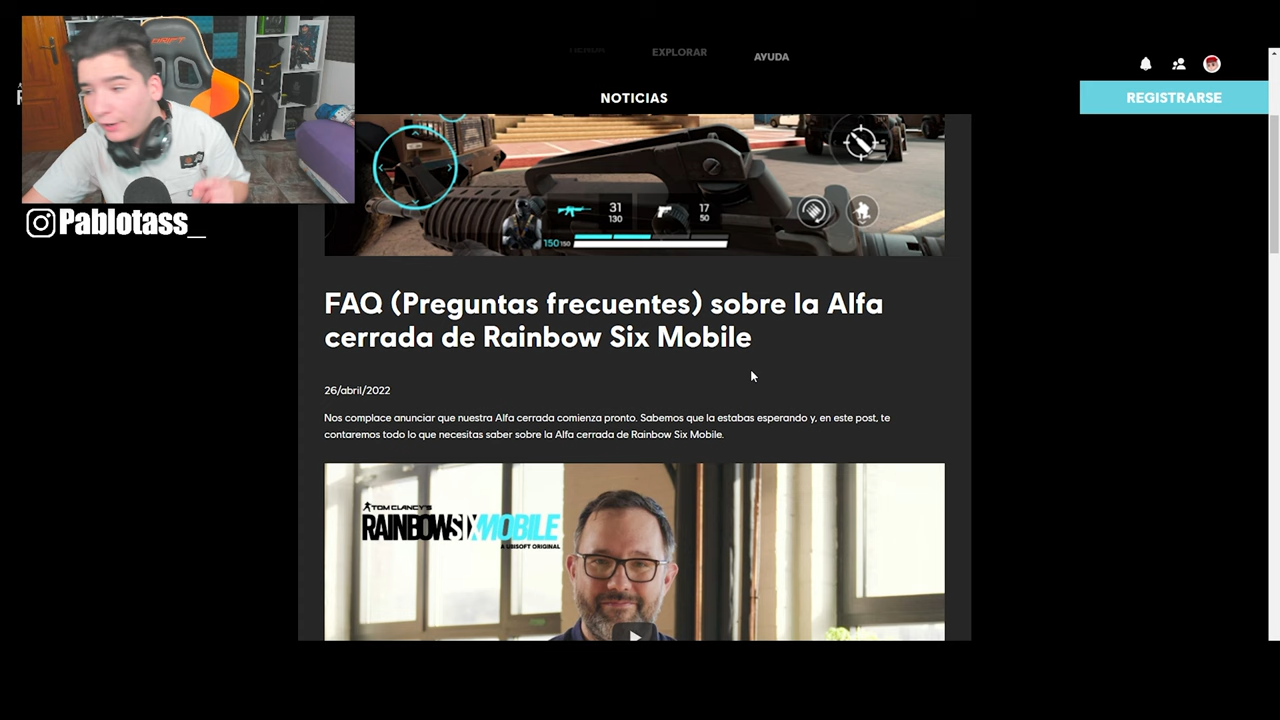 EXPLORAR
AYUDA
NOTICIAS
REGISTRARSE
DRIFT
Pablotass_
31
130
17
50
150 150
FAQ (Preguntas frecuentes) sobre la Alfa
cerrada de Rainbow Six Mobile
26/abril/2022
Nos complace anunciar que nuestra Alfa cerrada comienza pronto. Sabemos que la estabas esperando y, en este post, te
contaremos todo lo que necesitas saber sobre la Alfa cerrada de Rainbow Six Mobile.
TOM CLANCY'S
RAINBOWSIXMOBILE
A UBISOFT ORIGINAL